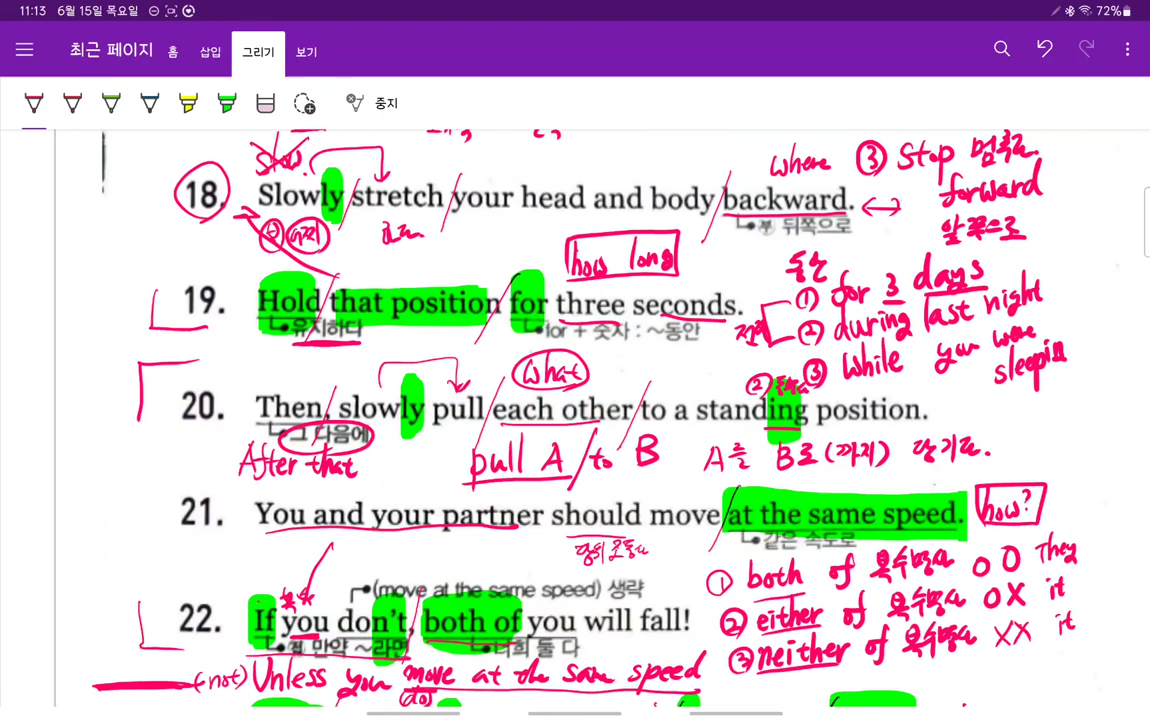 11:13 6월 15일 목요일 72%
최근 페이지 홈 삽입 그리기 보기
중지
slow.
where ③ Stop 멈추다
18. Slowly stretch your head and body backward. ↔ forward
부 뒤쪽으로 앞쪽으로
how long
동안
19. Hold that position for three seconds.
유지하다 for + 숫자 : ~동안
① for 3 days
② during last night
③ while you were sleeping
what
20. Then, slowly pull each other to a standing position.
그 다음에
After that pull A / to B A를 B로(까지) 당기다.
21. You and your partner should move at the same speed. how?
같은 속도로
(move at the same speed) 생략
① both of 복수명사 OO They
22. If you don't, both of you will fall!
접 만약 ~라면 너희 둘 다
② either of 복수명사 OX it
③ neither of 복수명사 XX it
(not) Unless you move at the same speed
(do)